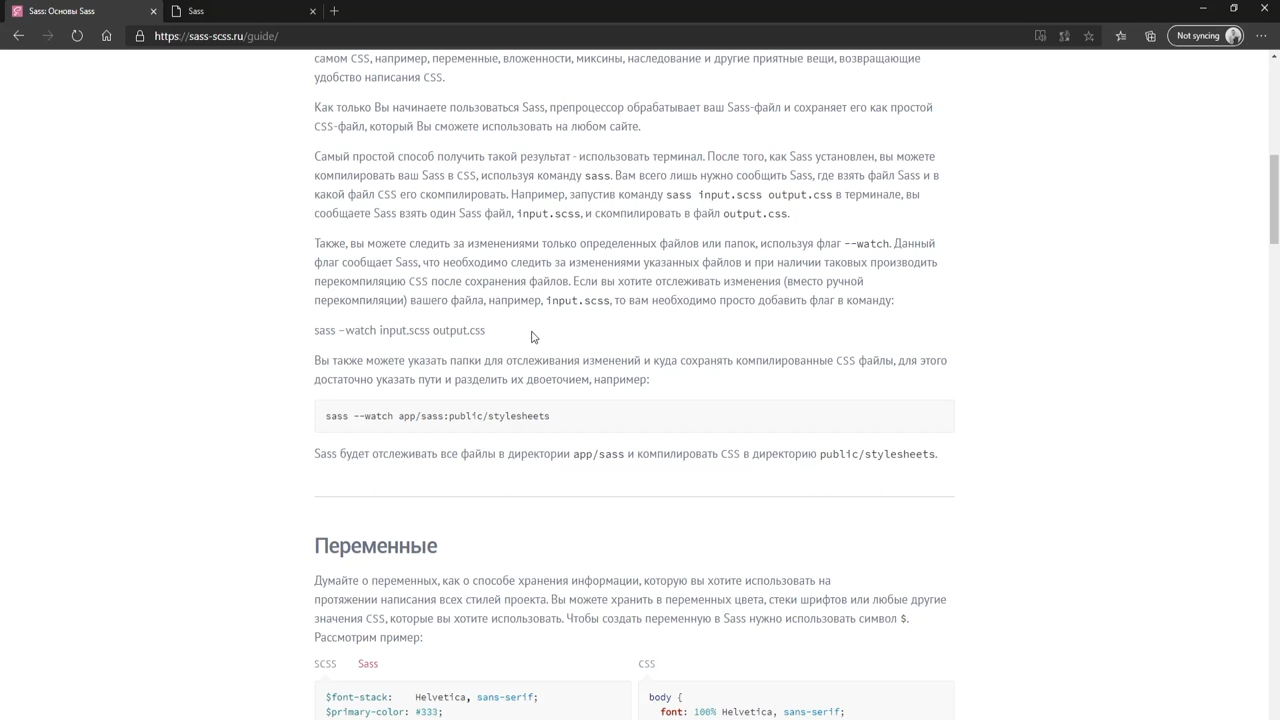 Sass: Основы Sass
Sass
https://sass-scss.ru/guide/
Not syncing
самом CSS, например, переменные, вложенности, миксины, наследование и другие приятные вещи, возвращающие
удобство написания CSS.
Как только Вы начинаете пользоваться Sass, препроцессор обрабатывает ваш Sass-файл и сохраняет его как простой
CSS-файл, который Вы сможете использовать на любом сайте.
Самый простой способ получить такой результат - использовать терминал. После того, как Sass установлен, вы можете
компилировать ваш Sass в CSS, используя команду sass. Вам всего лишь нужно сообщить Sass, где взять файл Sass и в
какой файл CSS его скомпилировать. Например, запустив команду sass input.scss output.css в терминале, вы
сообщаете Sass взять один Sass файл, input.scss, и скомпилировать в файл output.css.
Также, вы можете следить за изменениями только определенных файлов или папок, используя флаг --watch. Данный
флаг сообщает Sass, что необходимо следить за изменениями указанных файлов и при наличии таковых производить
перекомпиляцию CSS после сохранения файлов. Если вы хотите отслеживать изменения (вместо ручной
перекомпиляции) вашего файла, например, input.scss, то вам необходимо просто добавить флаг в команду:
sass –watch input.scss output.css
Вы также можете указать папки для отслеживания изменений и куда сохранять компилированные CSS файлы, для этого
достаточно указать пути и разделить их двоеточием, например:
sass --watch app/sass:public/stylesheets
Sass будет отслеживать все файлы в директории app/sass и компилировать CSS в директорию public/stylesheets.
Переменные
Думайте о переменных, как о способе хранения информации, которую вы хотите использовать на
протяжении написания всех стилей проекта. Вы можете хранить в переменных цвета, стеки шрифтов или любые другие
значения CSS, которые вы хотите использовать. Чтобы создать переменную в Sass нужно использовать символ $.
Рассмотрим пример:
SCSS Sass CSS
$font-stack: Helvetica, sans-serif;
$primary-color: #333;
body {
font: 100% Helvetica, sans-serif;